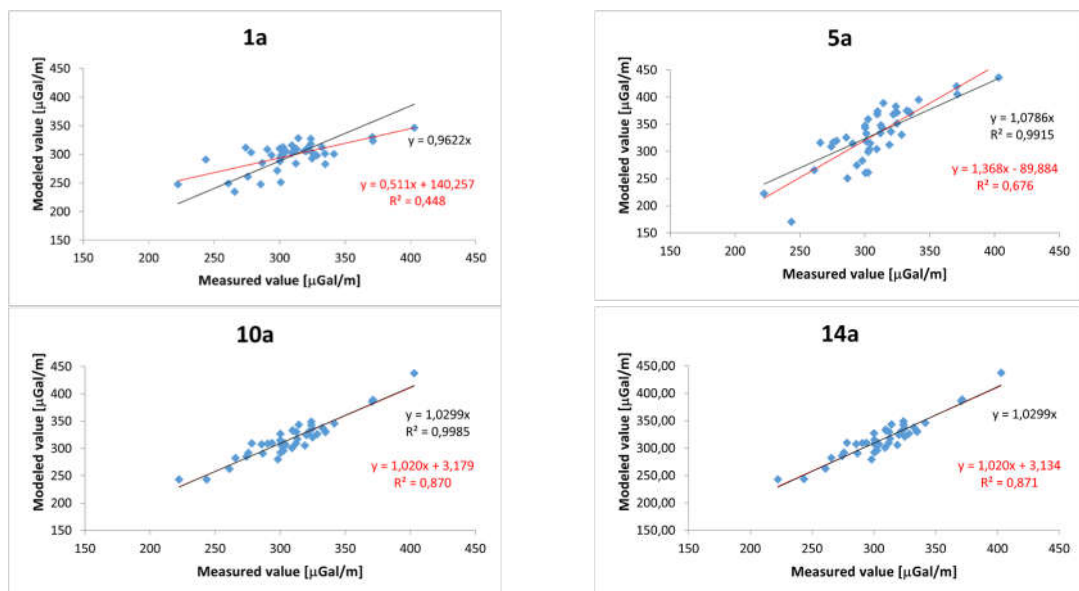 1a
Modeled value [µGal/m]
450
400
350
300
250
200
150
y = 0,9622x
y = 0,511x + 140,257
R² = 0,448
150 200 250 300 350 400 450
Measured value [µGal/m]
5a
Modeled value [µGal/m]
450
400
350
300
250
200
150
y = 1,0786x
R² = 0,9915
y = 1,368x - 89,884
R² = 0,676
150 200 250 300 350 400 450
Measured value [µGal/m]
10a
Modeled value [µGal/m]
450
400
350
300
250
200
150
y = 1,0299x
R² = 0,9985
y = 1,020x + 3,179
R² = 0,870
150 200 250 300 350 400 450
Measured value [µGal/m]
14a
Modeled value [µGal/m]
450,00
400,00
350,00
300,00
250,00
200,00
150,00
y = 1,0299x
y = 1,020x + 3,134
R² = 0,871
150 200 250 300 350 400 450
Measured value [µGal/m]